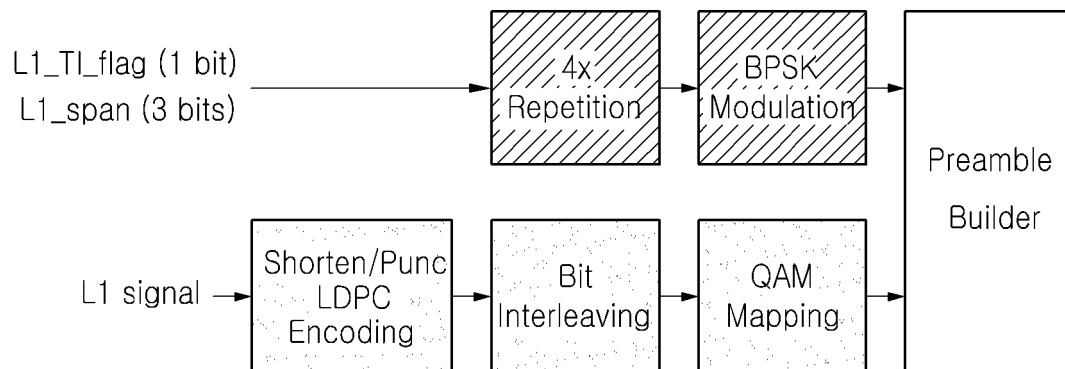 L1_TI_flag (1 bit)
L1_span (3 bits)
4x
Repetition
BPSK
Modulation
Preamble
Builder
L1 signal
Shorten/Punc
LDPC
Encoding
Bit
Interleaving
QAM
Mapping